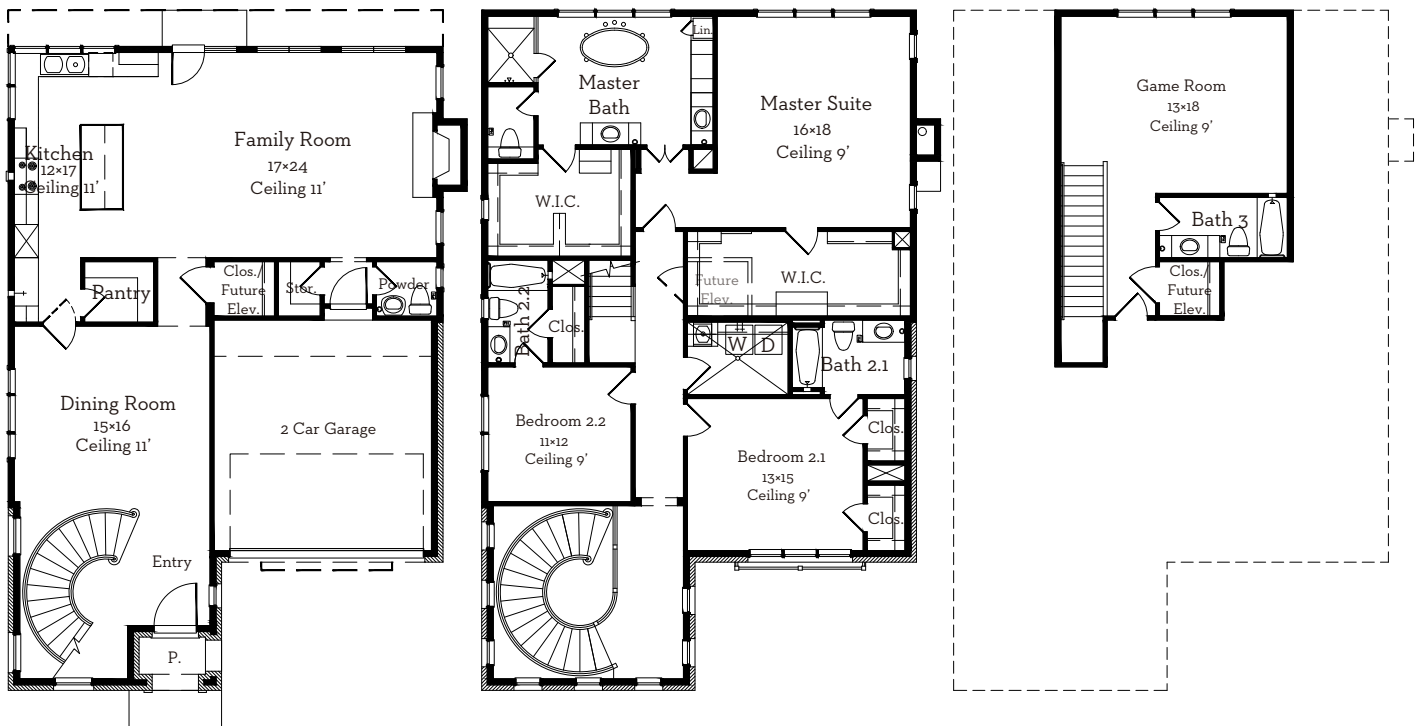 Kitchen
12×17
Ceiling 11'
Family Room
17×24
Ceiling 11'
Pantry
Clos./
Future
Elev.
Stor.
Powder
Dining Room
15×16
Ceiling 11'
2 Car Garage
Entry
P.
Lin.
Master
Bath
Master Suite
16×18
Ceiling 9'
W.I.C.
Future
Elev.
W.I.C.
Bath 2.2
Clos.
W
D
Bath 2.1
Bedroom 2.2
11×12
Ceiling 9'
Bedroom 2.1
13×15
Ceiling 9'
Clos.
Clos.
Game Room
13×18
Ceiling 9'
Bath 3
Clos./
Future
Elev.